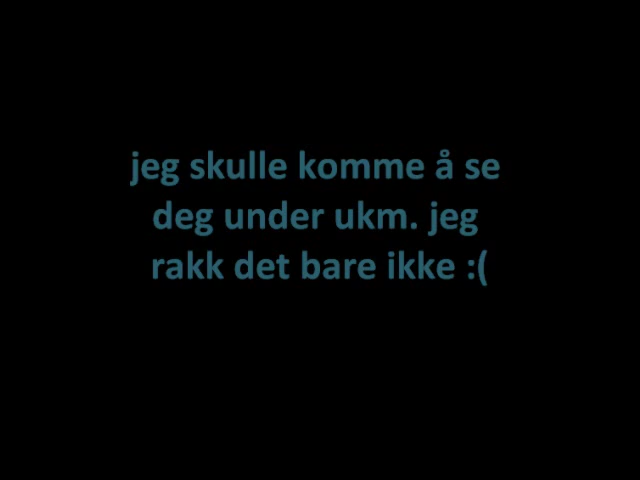 jeg skulle komme å se
deg under ukm. jeg
rakk det bare ikke :(